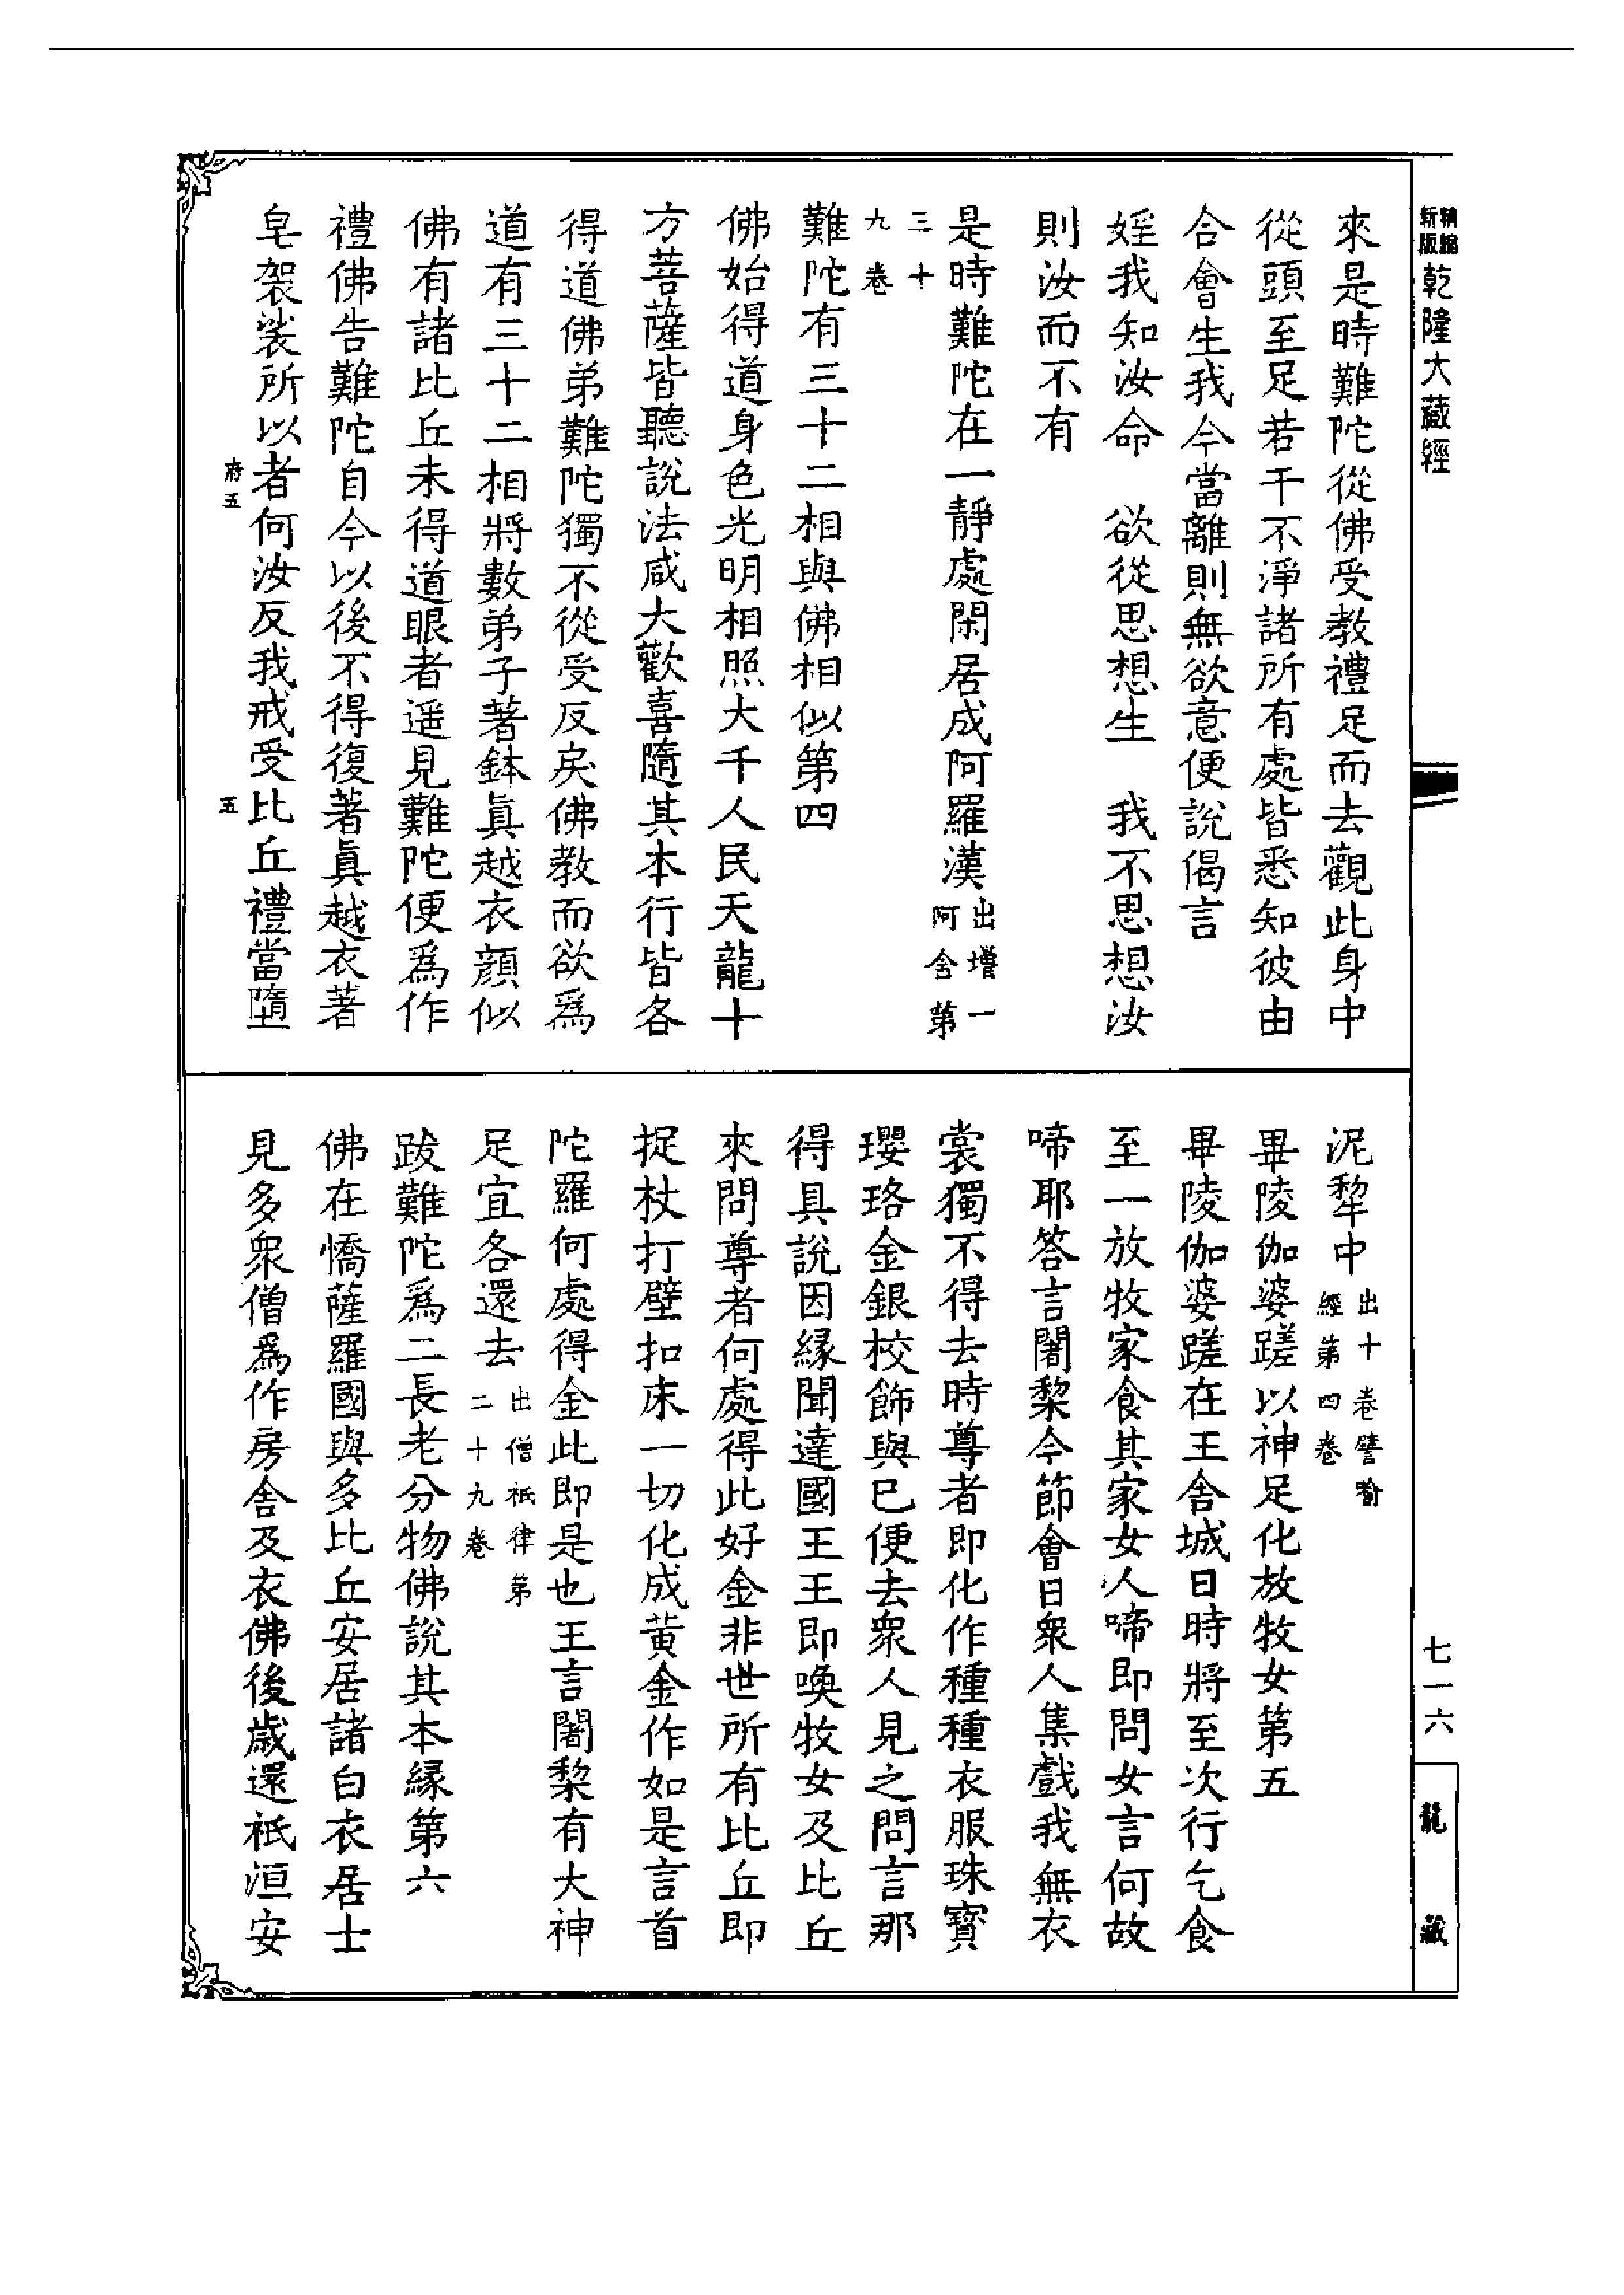 新編
縮版
乾隆大藏經
來是時難陀從佛受教禮足而去觀此身中
從頭至足若干不淨諸所有處皆悉知彼由
合會生我今當離則無欲意便說偈言
婬我知汝命　欲從思想生　我不思想汝
則汝而不有
是時難陀在一靜處閑居成阿羅漢出增一阿含第
三十九卷
難陀有三十二相與佛相似第四
佛始得道身色光明相照大千人民天龍十
方菩薩皆聽說法咸大歡喜隨其本行皆各
得道佛弟難陀獨不從受反戾佛教而欲爲
道有三十二相將數弟子著鉢眞越衣顔似
佛有諸比丘未得道眼者遥見難陀便爲作
禮佛告難陀自今以後不得復著眞越衣著
皂袈裟所以者何汝反我戒受比丘禮當墮
府五
五
泥犂中出十卷譬喻經第四卷
畢陵伽婆蹉以神足化放牧女第五
畢陵伽婆蹉在王舍城日時將至次行乞食
至一放牧家食其家女人啼即問女言何故
啼耶答言闍黎今節會日衆人集戲我無衣
裳獨不得去時尊者即化作種種衣服珠寶
瓔珞金銀校飾與已便去衆人見之問言那
得具說因緣聞達國王王即喚牧女及比丘
來問尊者何處得此好金非世所有比丘即
捉杖打壁扣床一切化成黃金作如是言首
陀羅何處得金此即是也王言闍黎有大神
足宜各還去出僧祇律第二十九卷
跋難陀爲二長老分物佛說其本緣第六
佛在憍薩羅國與多比丘安居諸白衣居士
見多衆僧爲作房舍及衣佛後歲還祇洹安
七一六
龍藏